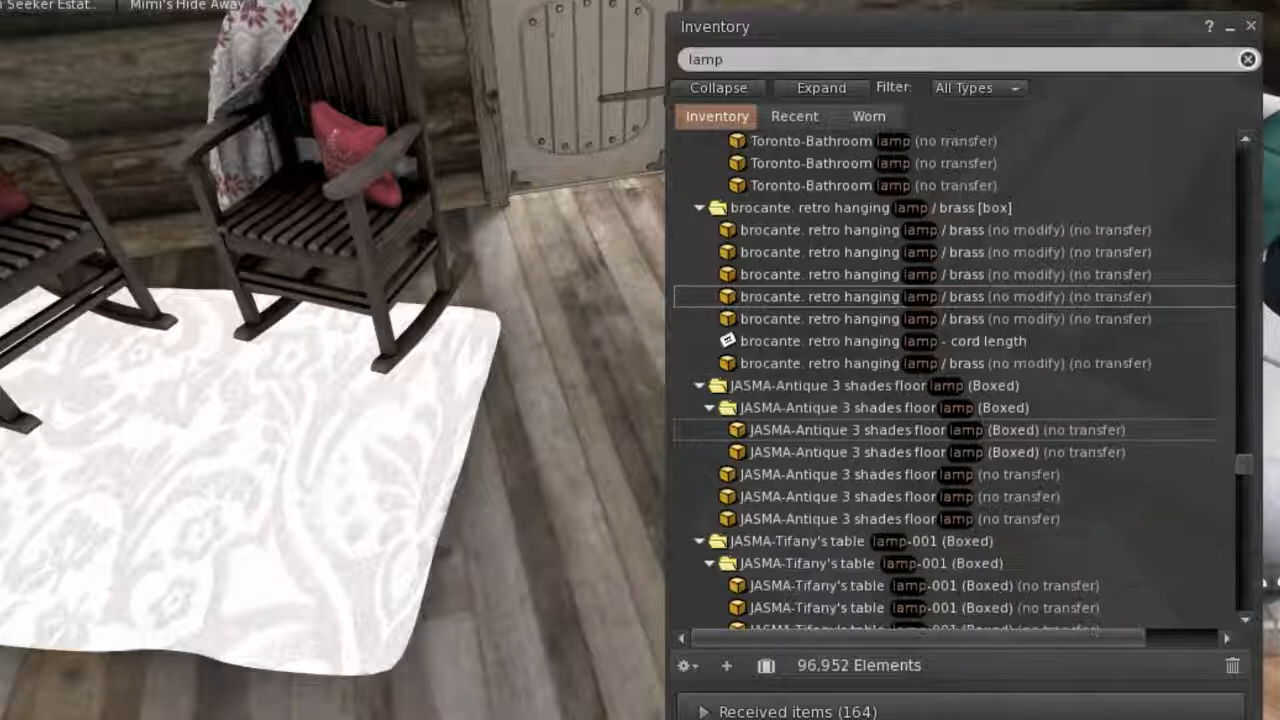 Seeker Estat..
Mimi's Hide Away
Inventory
?
lamp
Collapse
Expand
Filter:
All Types
Inventory
Recent
Worn
Toronto-Bathroom lamp (no transfer)
Toronto-Bathroom lamp (no transfer)
Toronto-Bathroom lamp (no transfer)
brocante. retro hanging lamp / brass [box]
brocante. retro hanging lamp / brass (no modify) (no transfer)
brocante. retro hanging lamp / brass (no modify) (no transfer)
brocante. retro hanging lamp / brass (no modify) (no transfer)
brocante. retro hanging lamp / brass (no modify) (no transfer)
brocante. retro hanging lamp / brass (no modify) (no transfer)
brocante. retro hanging lamp - cord length
brocante. retro hanging lamp / brass (no modify) (no transfer)
JASMA-Antique 3 shades floor lamp (Boxed)
JASMA-Antique 3 shades floor lamp (Boxed)
JASMA-Antique 3 shades floor lamp (Boxed) (no transfer)
JASMA-Antique 3 shades floor lamp (Boxed) (no transfer)
JASMA-Antique 3 shades floor lamp (no transfer)
JASMA-Antique 3 shades floor lamp (no transfer)
JASMA-Antique 3 shades floor lamp (no transfer)
JASMA-Tifany's table lamp-001 (Boxed)
JASMA-Tifany's table lamp-001 (Boxed)
JASMA-Tifany's table lamp-001 (Boxed) (no transfer)
JASMA-Tifany's table lamp-001 (Boxed) (no transfer)
JASMA-Tifany's table lamp-001 (Boxed) (no transfer)
96,952 Elements
Received items (164)